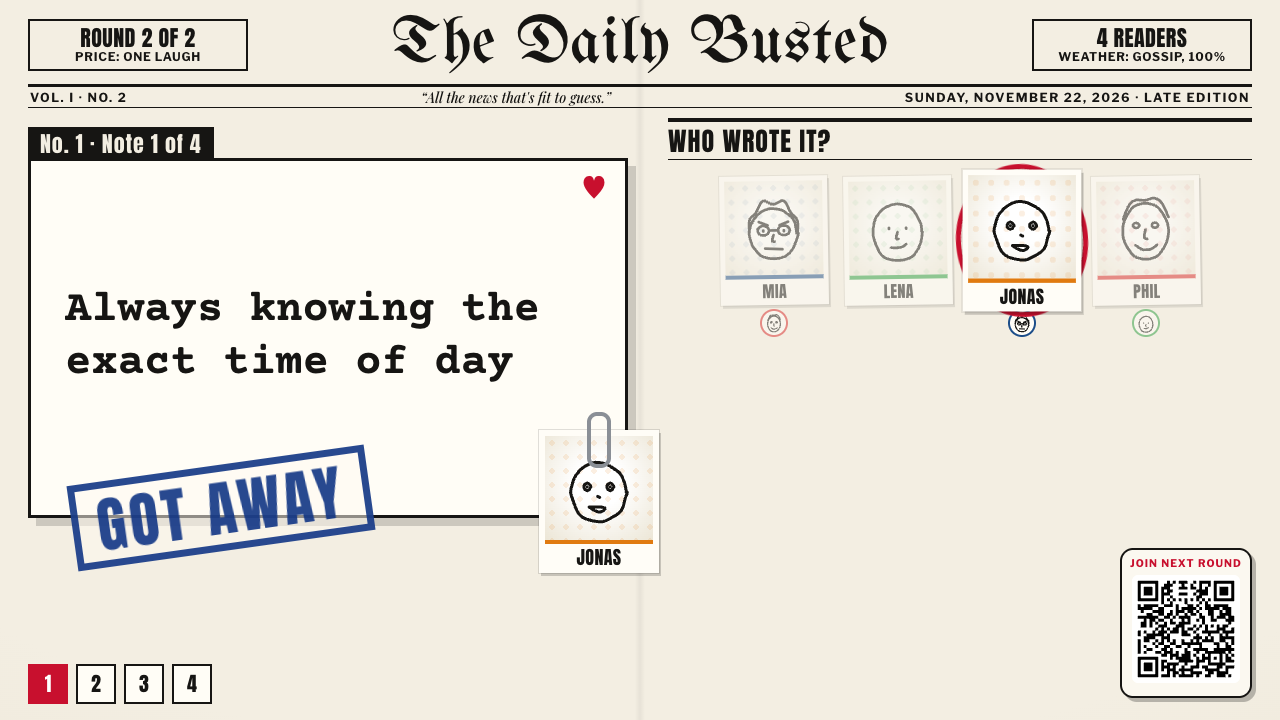 ROUND 2 OF 2
PRICE: ONE LAUGH
The Daily Busted
4 READERS
WEATHER: GOSSIP, 100%
VOL. I · NO. 2
“All the news that's fit to guess.”
SUNDAY, NOVEMBER 22, 2026 · LATE EDITION
No. 1 · Note 1 of 4
Always knowing the
exact time of day
GOT AWAY
JONAS
WHO WROTE IT?
MIA
LENA
JONAS
PHIL
JOIN NEXT ROUND
1
2
3
4